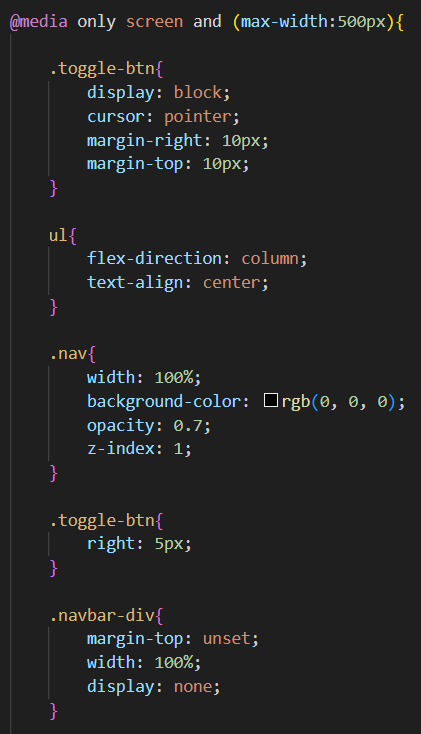 @media only screen and (max-width:500px){
.toggle-btn{
display: block;
cursor: pointer;
margin-right: 10px;
margin-top: 10px;
}
ul{
flex-direction: column;
text-align: center;
}
.nav{
width: 100%;
background-color: rgb(0, 0, 0);
opacity: 0.7;
z-index: 1;
}
.toggle-btn{
right: 5px;
}
.navbar-div{
margin-top: unset;
width: 100%;
display: none;
}